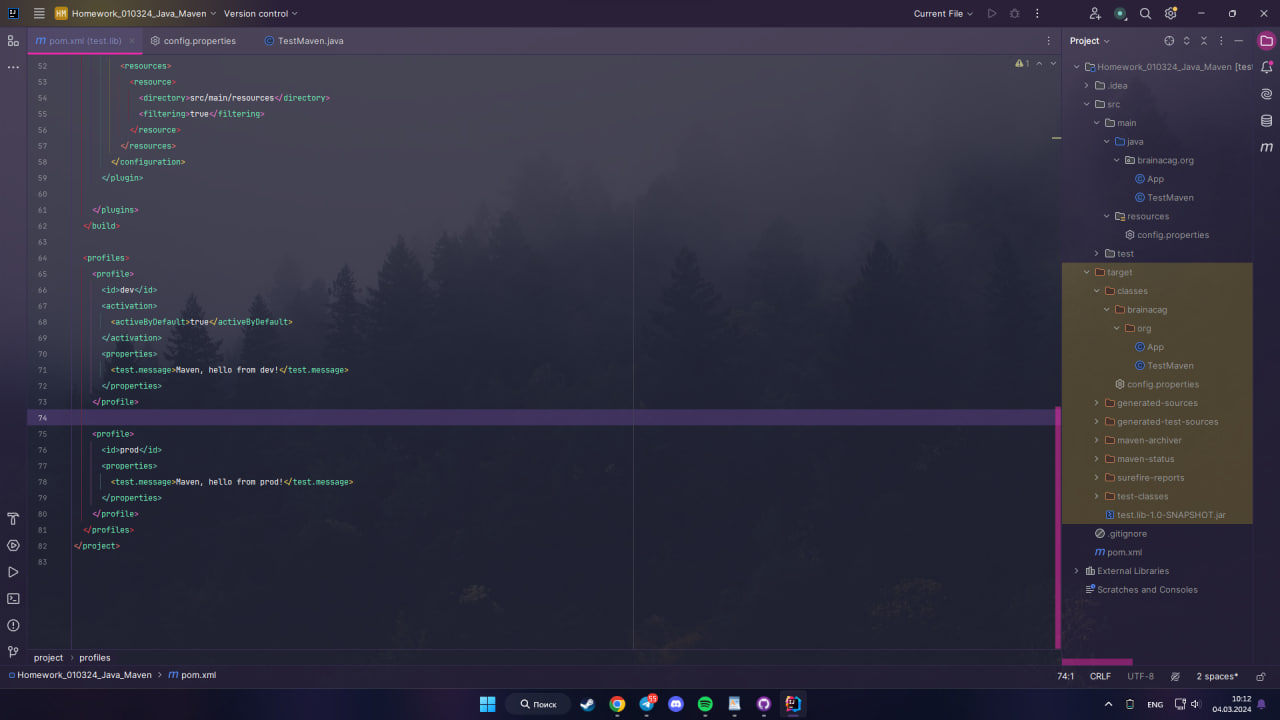 HM Homework_010324_Java_Maven Version control Current File
pom.xml (test.lib) config.properties TestMaven.java Project
52 <resources>
53 <resource>
54 <directory>src/main/resources</directory>
55 <filtering>true</filtering>
56 </resource>
57 </resources>
58 </configuration>
59 </plugin>
60
61 </plugins>
62 </build>
63
64 <profiles>
65 <profile>
66 <id>dev</id>
67 <activation>
68 <activeByDefault>true</activeByDefault>
69 </activation>
70 <properties>
71 <test.message>Maven, hello from dev!</test.message>
72 </properties>
73 </profile>
74
75 <profile>
76 <id>prod</id>
77 <properties>
78 <test.message>Maven, hello from prod!</test.message>
79 </properties>
80 </profile>
81 </profiles>
82 </project>
83
1
Homework_010324_Java_Maven [test
.idea
src
main
java
brainacag.org
App
TestMaven
resources
config.properties
test
target
classes
brainacag
org
App
TestMaven
config.properties
generated-sources
generated-test-sources
maven-archiver
maven-status
surefire-reports
test-classes
test.lib-1.0-SNAPSHOT.jar
.gitignore
pom.xml
External Libraries
Scratches and Consoles
project > profiles
Homework_010324_Java_Maven > pom.xml 74:1 CRLF UTF-8 2 spaces*
Поиск 55 ENG 10:12
04.03.2024